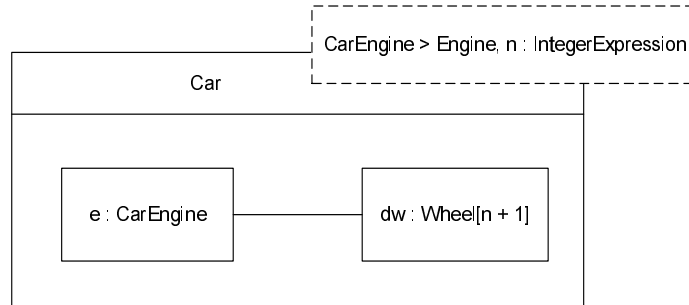 CarEngine > Engine, n : IntegerExpression
Car
e : CarEngine
dw : Wheel[n + 1]